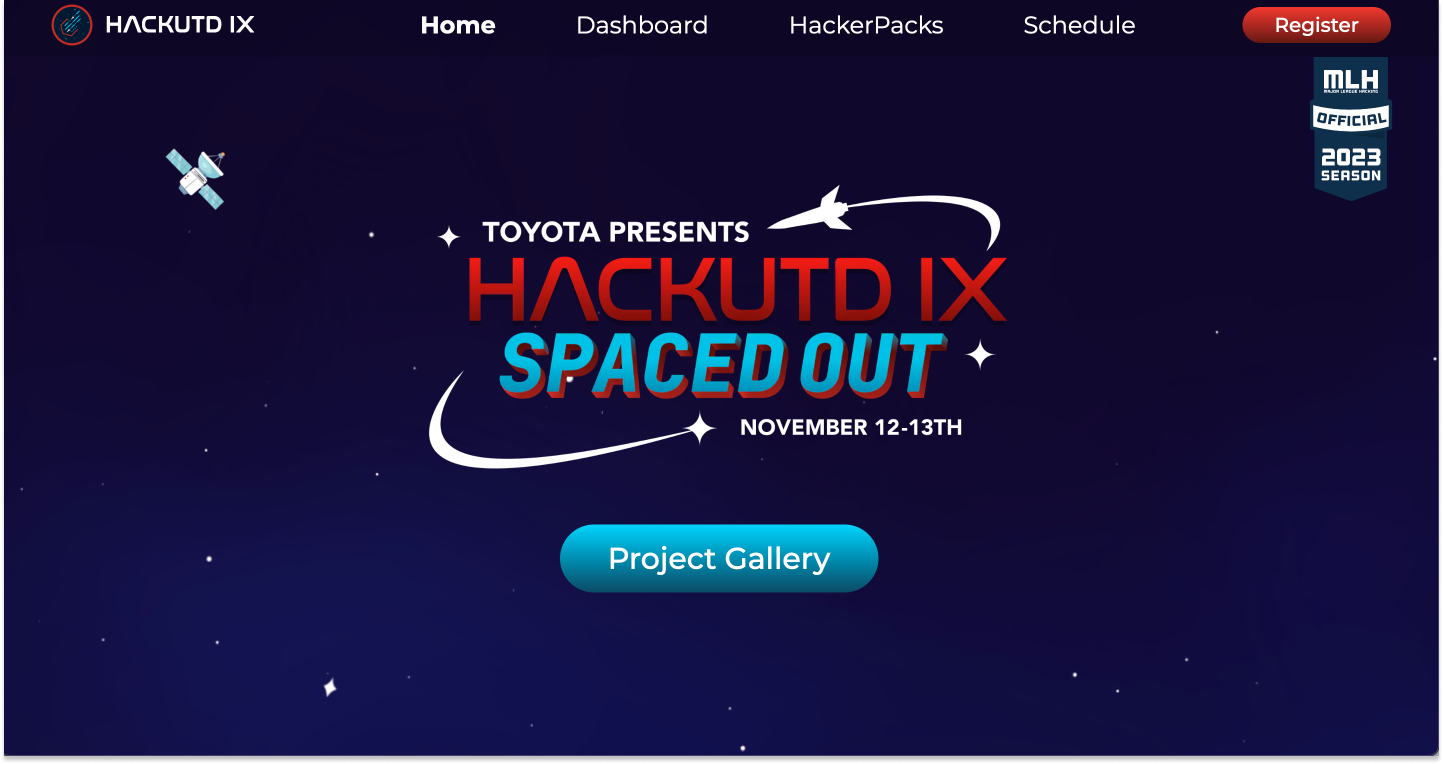 HACKUTD IX
Home
Dashboard
HackerPacks
Schedule
Register
MLH
MAJOR LEAGUE HACKING
OFFICIAL
2023
SEASON
TOYOTA PRESENTS
HACKUTD IX
SPACED OUT
NOVEMBER 12-13TH
Project Gallery